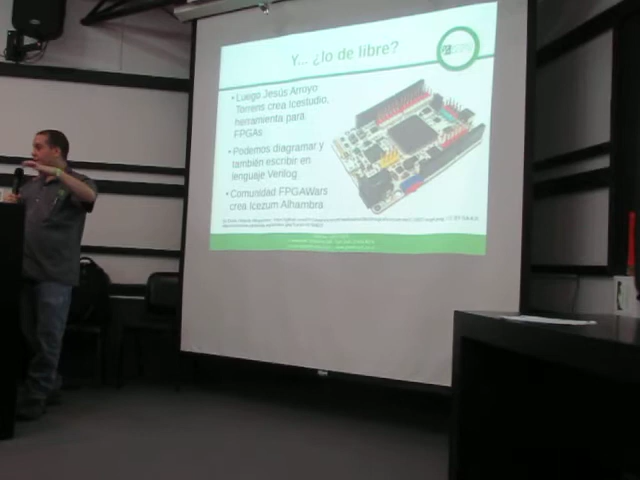 Y... ¿lo de libre?
• Luego Jesús Arroyo
Torrens crea Icestudio,
herramienta para
FPGAs
• Podemos diagramar y
también escribir en
lenguaje Verilog
• Comunidad FPGAWars
crea Icezum Alhambra